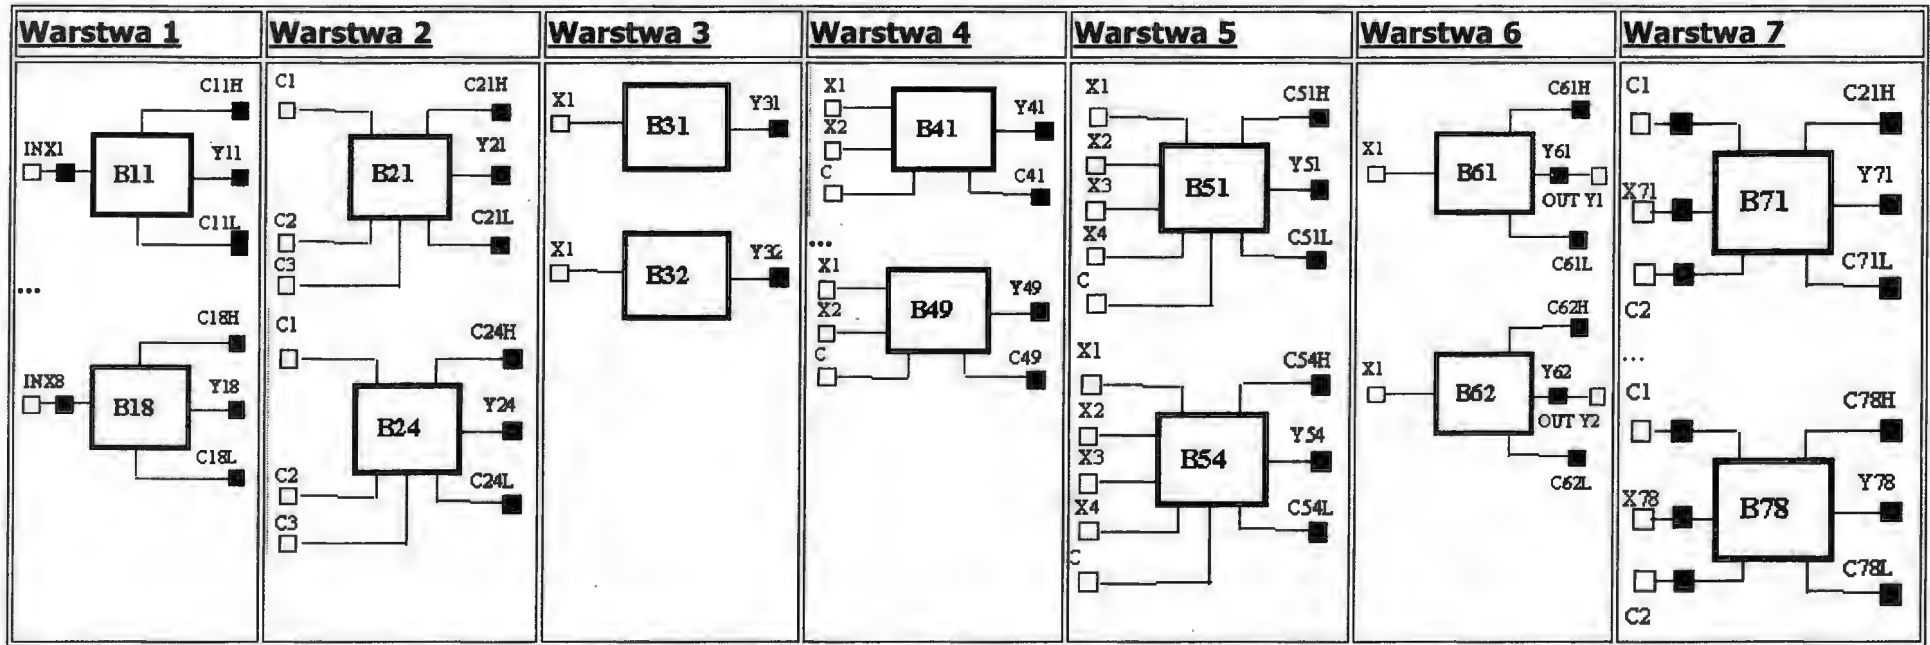 Warstwa 1
C11H
INX1
B11
Y11
C11L
...
C18H
INX8
B18
Y18
C18L
Warstwa 2
C1
C21H
B21
Y21
C2
C21L
C3
C1
C24H
B24
Y24
C2
C24L
C3
Warstwa 3
X1
B31
Y31
X1
B32
Y32
Warstwa 4
X1
X2
B41
Y41
C
C41
...
X1
X2
B49
Y49
C
C49
Warstwa 5
X1
C51H
X2
B51
Y51
X3
X4
C51L
C
X1
C54H
X2
B54
Y54
X3
X4
C54L
Warstwa 6
C61H
X1
B61
Y61
OUT Y1
C61L
C62H
X1
B62
Y62
OUT Y2
C62L
Warstwa 7
C1
C21H
X71
B71
Y71
C71L
C2
...
C1
C78H
X78
B78
Y78
C78L
C2